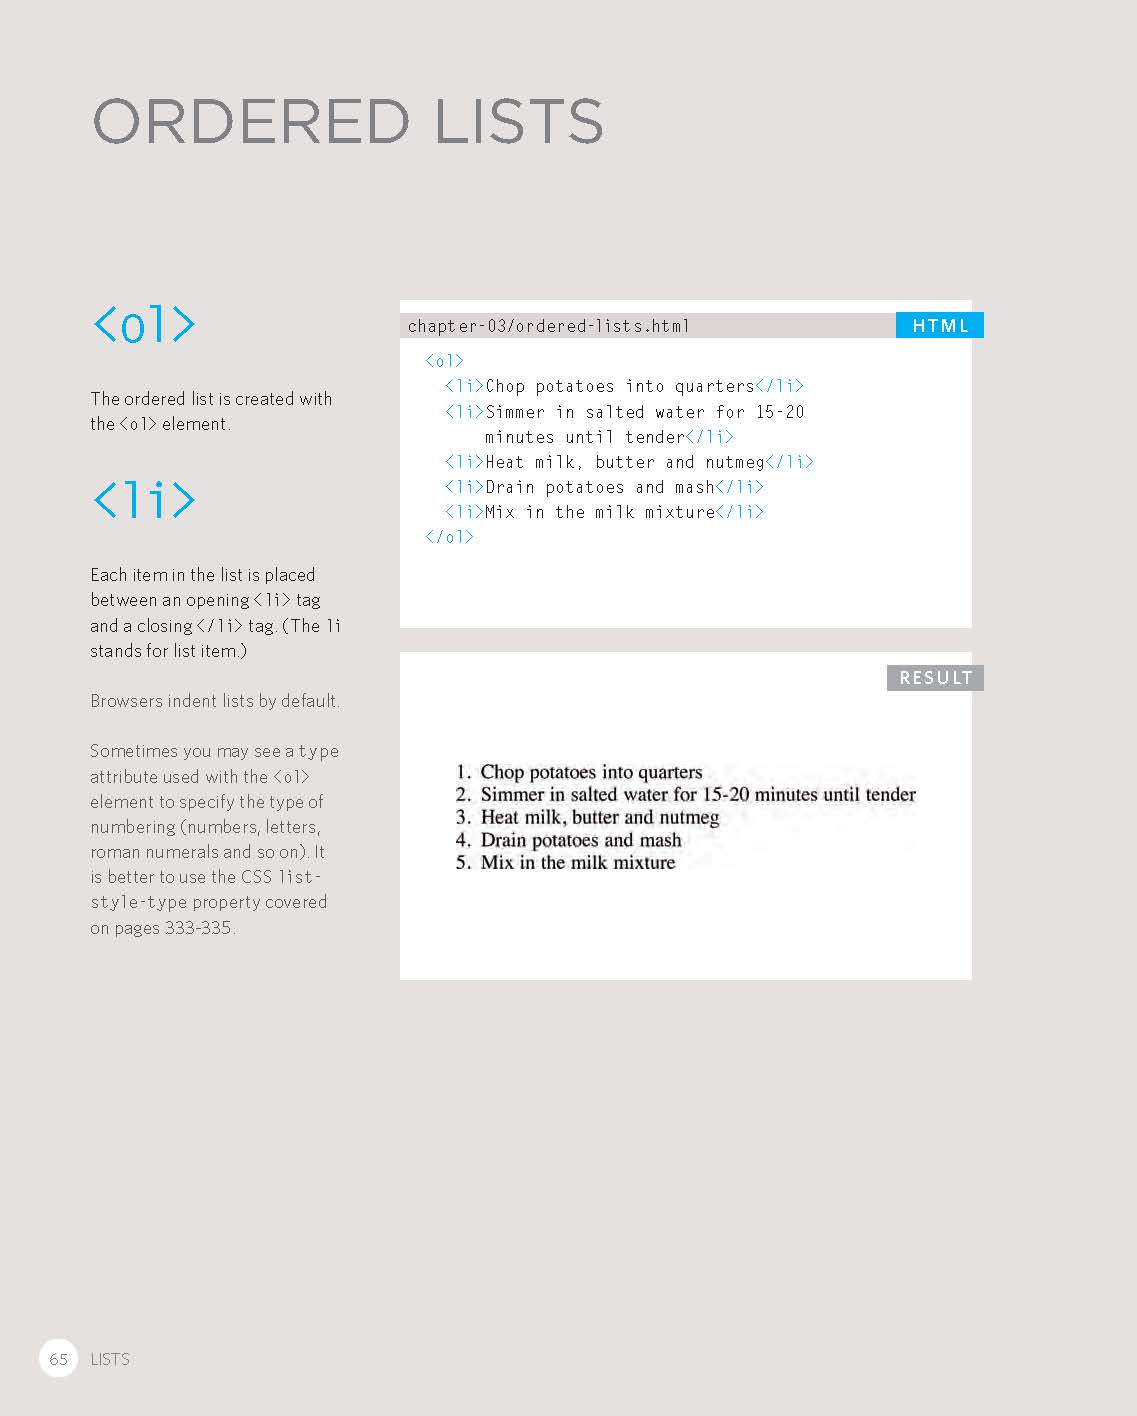 ORDERED LISTS
<ol>
The ordered list is created with
the <ol> element.
<li>
Each item in the list is placed
between an opening <li> tag
and a closing </li> tag. (The li
stands for list item.)
Browsers indent lists by default.
Sometimes you may see a type
attribute used with the <ol>
element to specify the type of
numbering (numbers, letters,
roman numerals and so on). It
is better to use the CSS list-
style-type property covered
on pages 333-335.
chapter-03/ordered-lists.html
HTML
<ol>
<li>Chop potatoes into quarters</li>
<li>Simmer in salted water for 15-20
minutes until tender</li>
<li>Heat milk, butter and nutmeg</li>
<li>Drain potatoes and mash</li>
<li>Mix in the milk mixture</li>
</ol>
RESULT
1. Chop potatoes into quarters
2. Simmer in salted water for 15-20 minutes until tender
3. Heat milk, butter and nutmeg
4. Drain potatoes and mash
5. Mix in the milk mixture
65 LISTS